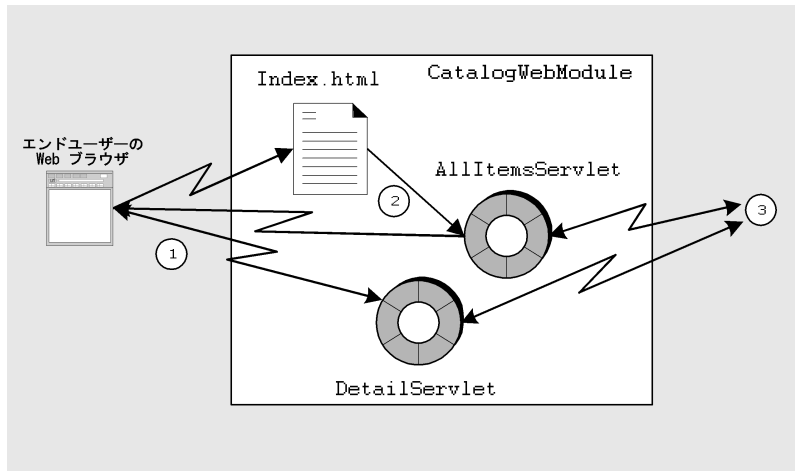 Index.html
CatalogWebModule
エンドユーザーの
Web ブラウザ
AllItemsServlet
2
3
1
DetailServlet